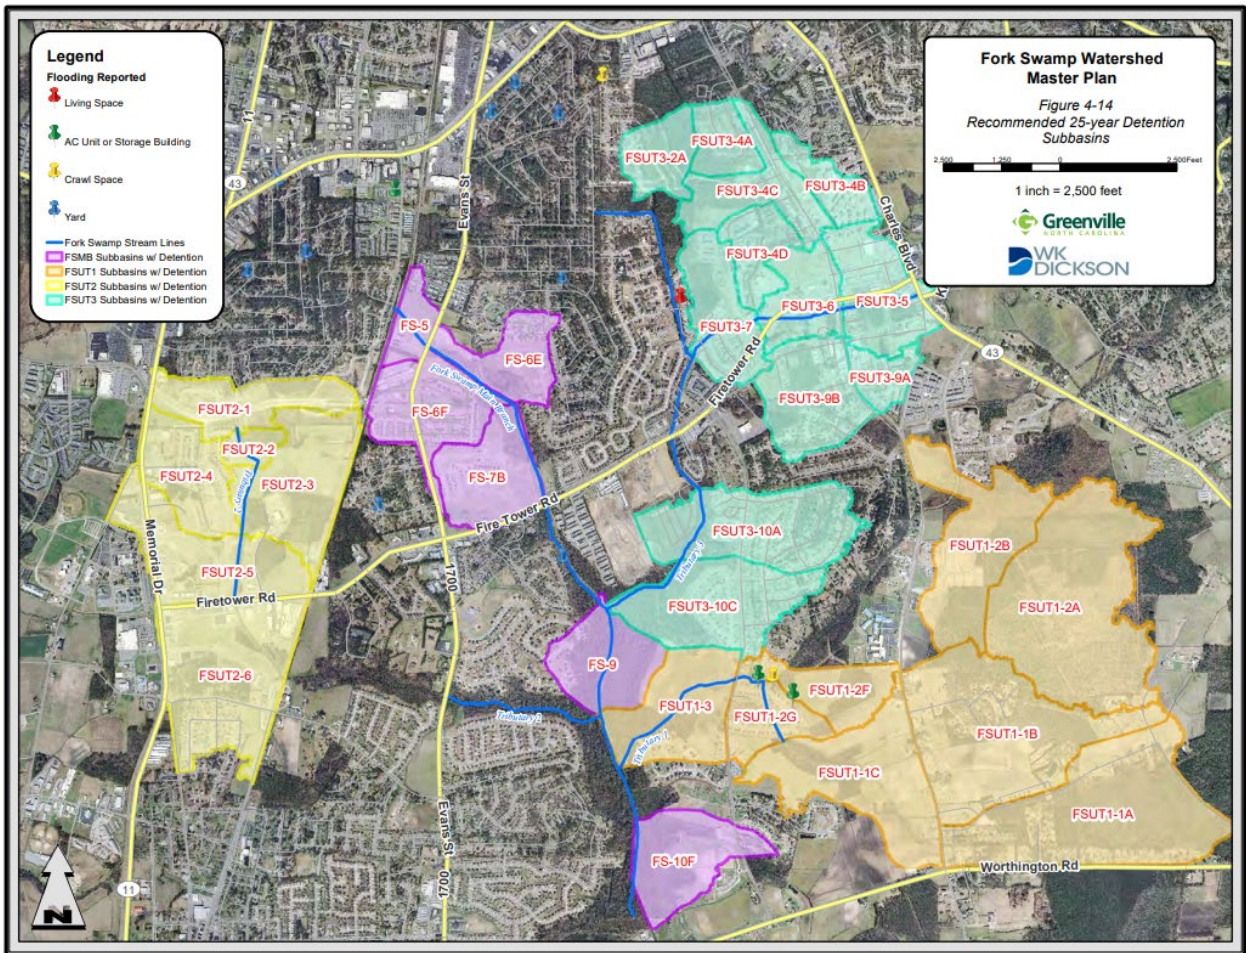 Legend
Flooding Reported
Living Space
AC Unit or Storage Building
Crawl Space
Yard
Fork Swamp Stream Lines
FSMB Subbasins w/ Detention
FSUT1 Subbasins w/ Detention
FSUT2 Subbasins w/ Detention
FSUT3 Subbasins w/ Detention
Fork Swamp Watershed
Master Plan
Figure 4-14
Recommended 25-year Detention
Subbasins
2,500 1,250 0 2,500 Feet
1 inch = 2,500 feet
Greenville
NORTH CAROLINA
WK
DICKSON
11
43
Evans St
Charles Blvd
FSUT3-2A
FSUT3-4A
FSUT3-4C
FSUT3-4B
FSUT3-4D
FSUT3-6
FSUT3-5
FSUT3-7
Firetower Rd
43
FSUT3-9A
FSUT3-9B
FS-5
FS-6E
Fork Swamp Main Branch
FS-6F
FS-7B
Fire Tower Rd
FSUT2-1
FSUT2-2
FSUT2-4
FSUT2-3
FSUT2-5
Memorial Dr
Firetower Rd
FSUT2-6
1700
FSUT3-10A
Tributary 3
FSUT3-10C
FSUT1-2B
FSUT1-2A
FS-9
FSUT1-3
FSUT1-2F
FSUT1-2G
Tributary 2
Tributary 1
FSUT1-1B
FSUT1-1C
FSUT1-1A
FS-10F
Evans St
1700
Worthington Rd
11
N